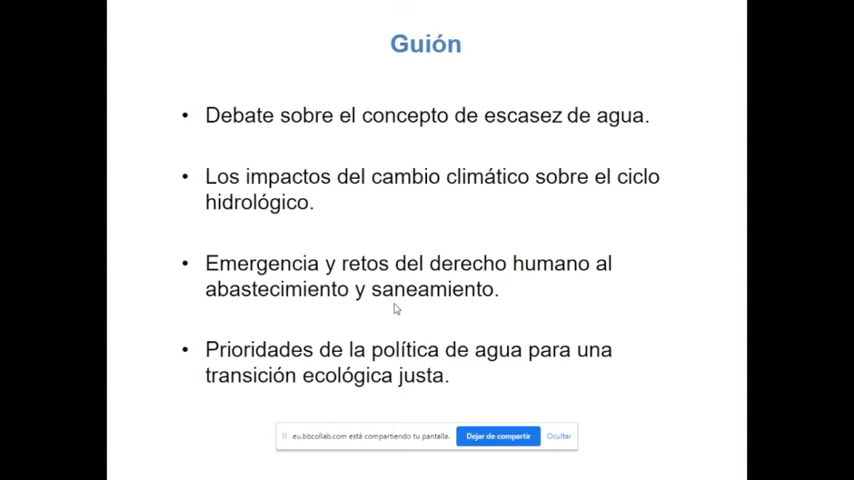 Guión
• Debate sobre el concepto de escasez de agua.
• Los impactos del cambio climático sobre el ciclo
hidrológico.
• Emergencia y retos del derecho humano al
abastecimiento y saneamiento.
• Prioridades de la política de agua para una
transición ecológica justa.
eu.bbcollab.com está compartiendo tu pantalla. Dejar de compartir Ocultar